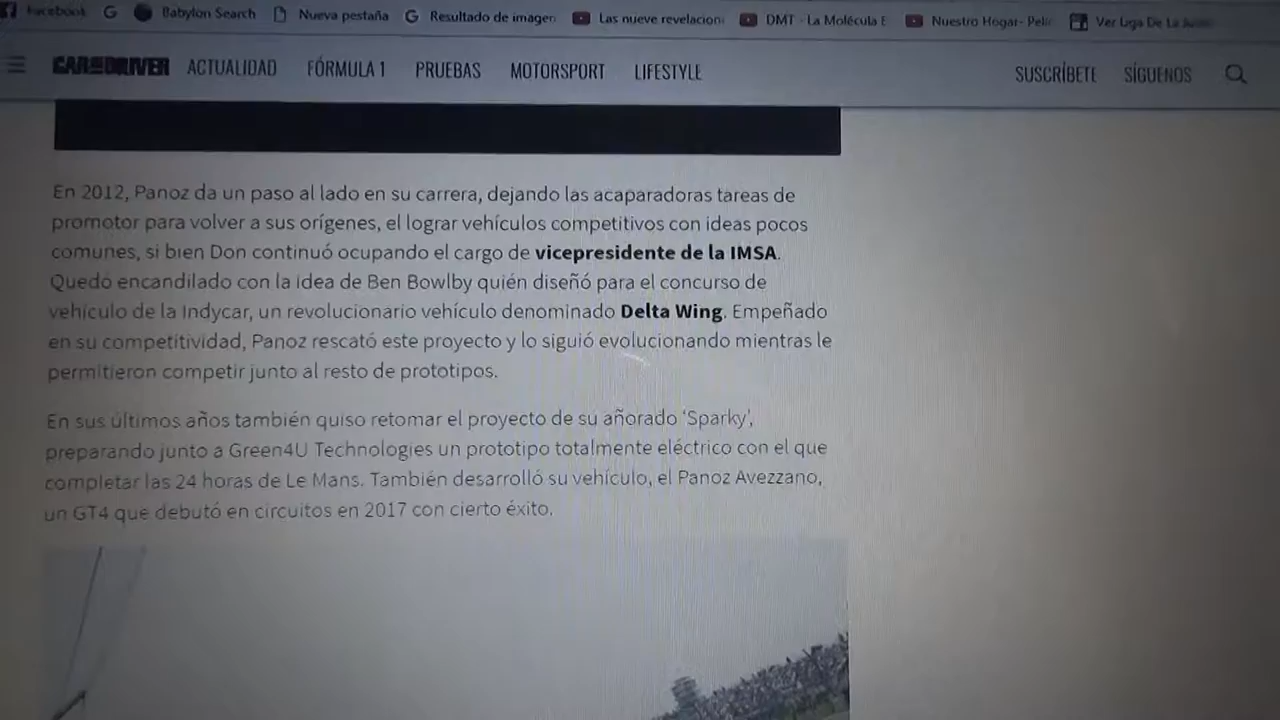 Facebook G Babylon Search Nueva pestaña G Resultado de imagen Las nueve revelacion DMT - La Molécula E Nuestro Hogar- Pelí Ver Liga De La
CAR and DRIVER ACTUALIDAD FÓRMULA 1 PRUEBAS MOTORSPORT LIFESTYLE SUSCRÍBETE SÍGUENOS
En 2012, Panoz da un paso al lado en su carrera, dejando las acaparadoras tareas de
promotor para volver a sus orígenes, el lograr vehículos competitivos con ideas pocos
comunes, si bien Don continuó ocupando el cargo de vicepresidente de la IMSA.
Quedó encandilado con la idea de Ben Bowlby quién diseñó para el concurso de
vehículo de la Indycar, un revolucionario vehículo denominado Delta Wing. Empeñado
en su competitividad, Panoz rescató este proyecto y lo siguió evolucionando mientras le
permitieron competir junto al resto de prototipos.
En sus últimos años también quiso retomar el proyecto de su añorado ‘Sparky’,
preparando junto a Green4U Technologies un prototipo totalmente eléctrico con el que
completar las 24 horas de Le Mans. También desarrolló su vehículo, el Panoz Avezzano,
un GT4 que debutó en circuitos en 2017 con cierto éxito.